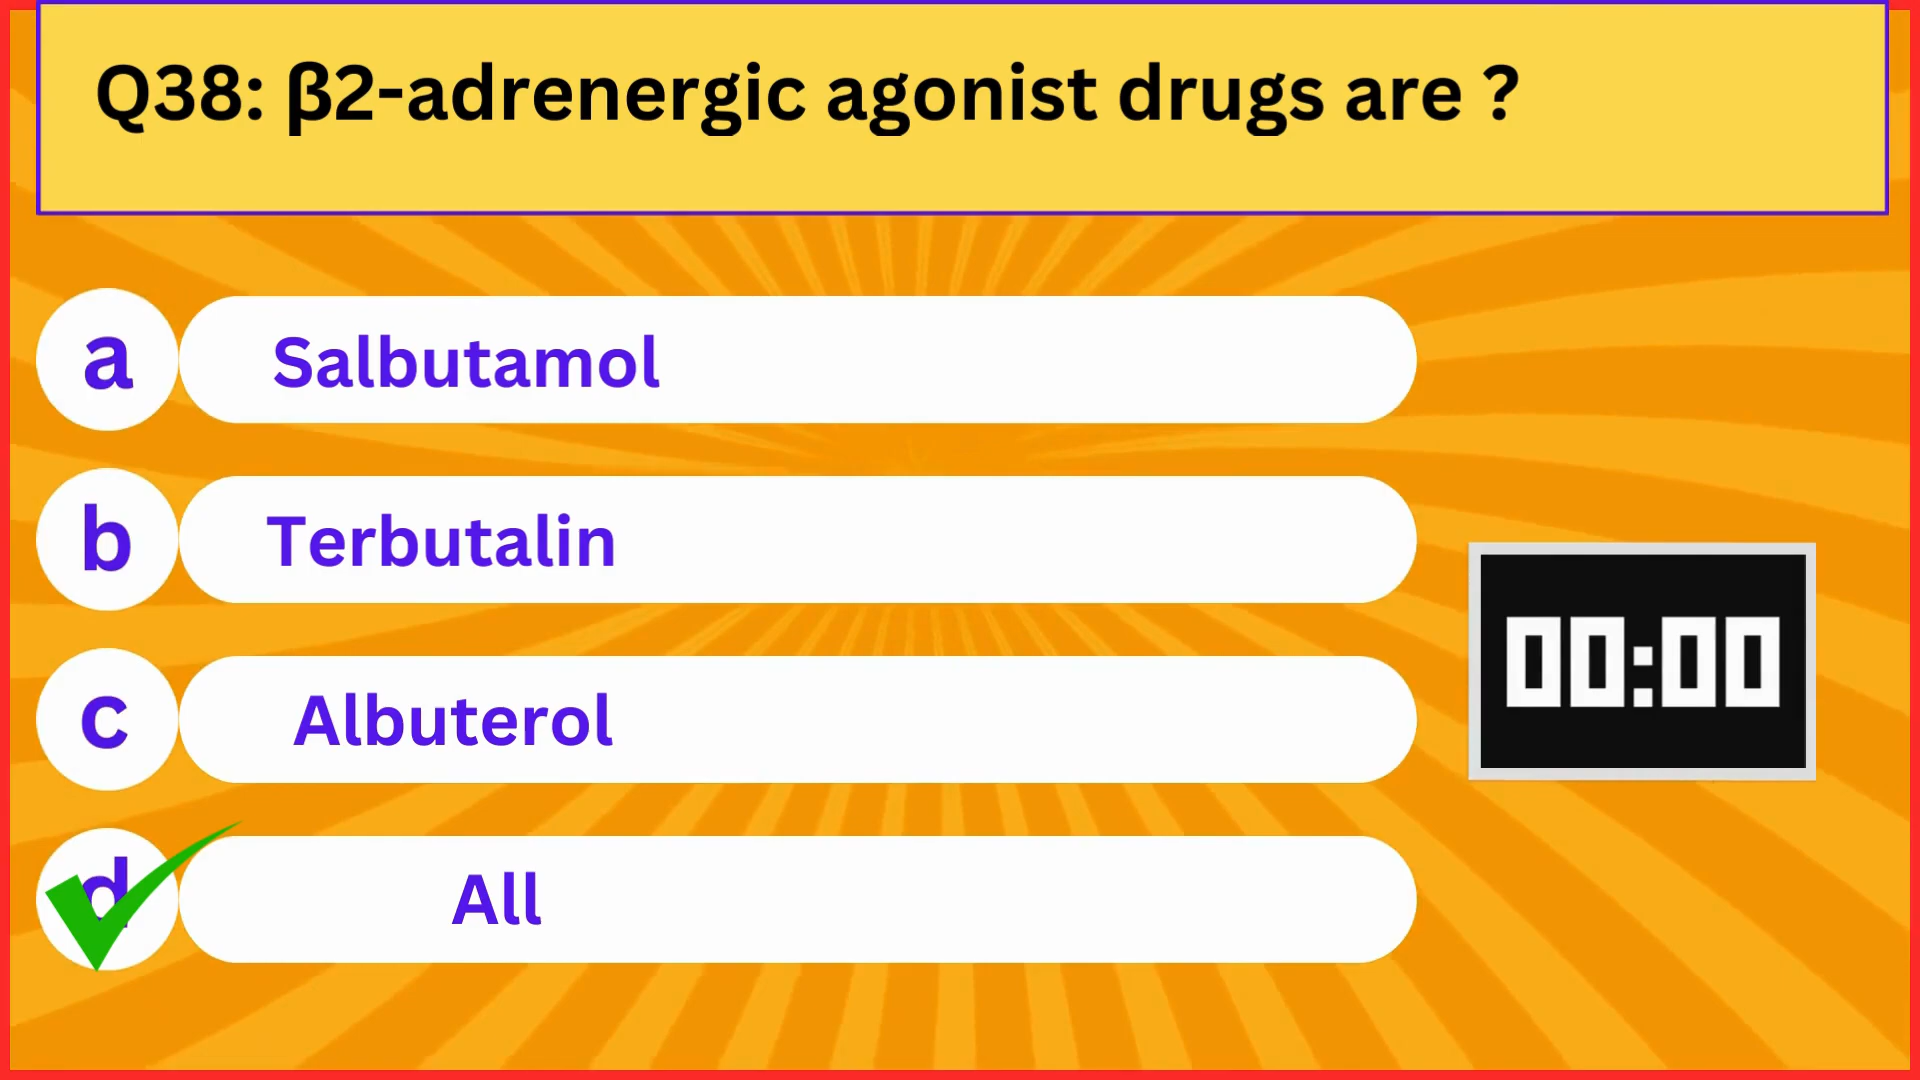 Q38: β2-adrenergic agonist drugs are ?
a Salbutamol
b Terbutalin
c Albuterol
d All
00:00